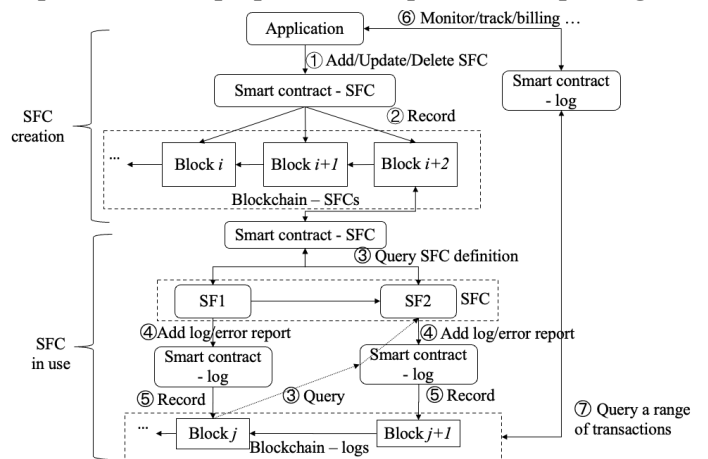 ⑥ Monitor/track/billing …
Application
① Add/Update/Delete SFC
Smart contract - SFC
Smart contract
- log
SFC
creation
② Record
...
Block i
Block i+1
Block i+2
Blockchain – SFCs
Smart contract - SFC
③ Query SFC definition
SF1
SF2
SFC
SFC
in use
④Add log/error report
④ Add log/error report
Smart contract
- log
Smart contract
- log
⑤ Record
③ Query
⑤ Record
⑦ Query a range
of transactions
...
Block j
Block j+1
Blockchain – logs